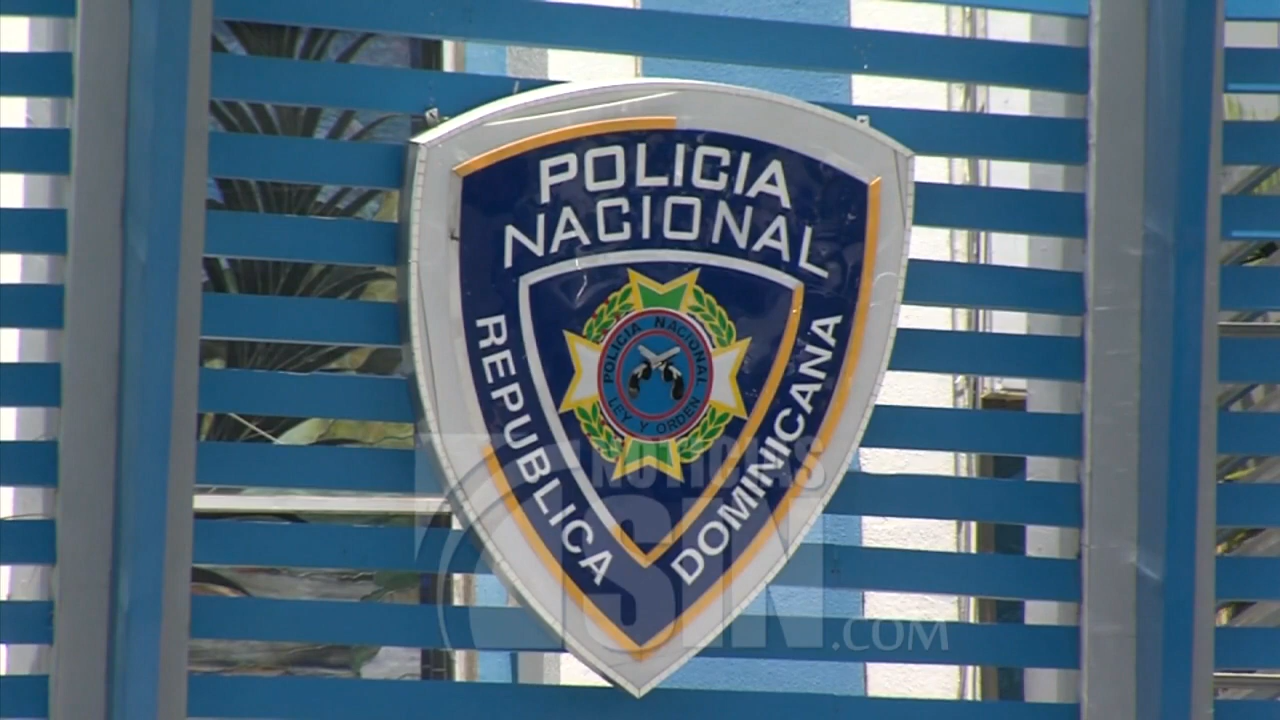 POLICIA
NACIONAL
REPUBLICA
DOMINICANA
POLICIA NACIONAL
LEY Y ORDEN
NOTICIAS
SIN
.COM